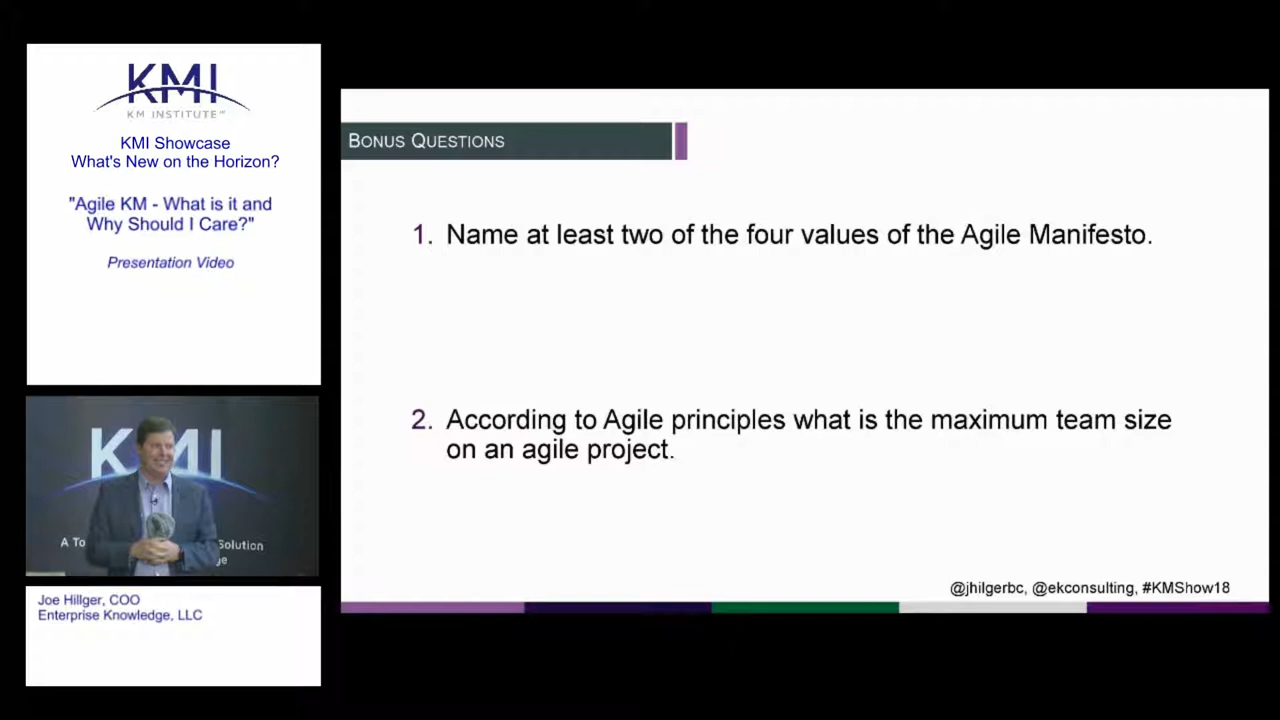 KMI
KM INSTITUTE℠
KMI Showcase
What's New on the Horizon?
"Agile KM - What is it and
Why Should I Care?"
Presentation Video
KMI
A To
Solution
ge
Joe Hillger, COO
Enterprise Knowledge, LLC
BONUS QUESTIONS
1. Name at least two of the four values of the Agile Manifesto.
2. According to Agile principles what is the maximum team size
on an agile project.
@jhilgerbc, @ekconsulting, #KMShow18